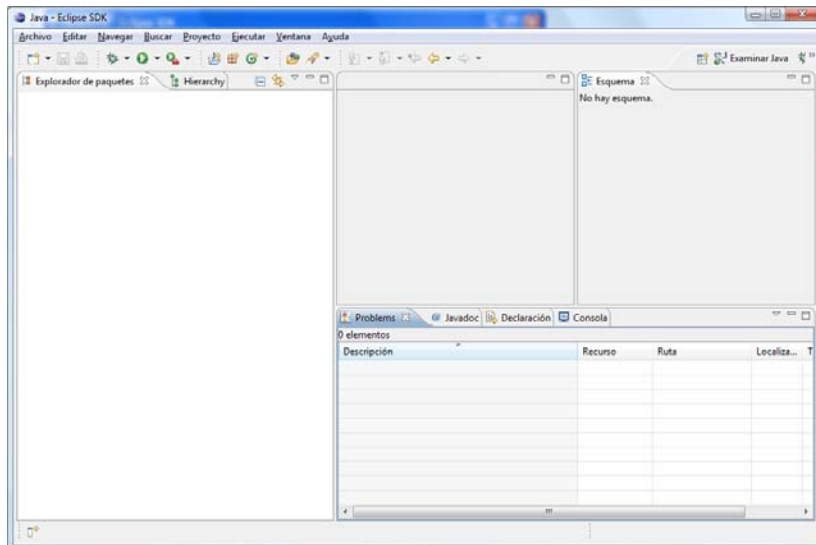 Java - Eclipse SDK
Archivo Editar Navegar Buscar Proyecto Ejecutar Ventana Ayuda
Examinar Java
Explorador de paquetes Hierarchy
Esquema
No hay esquema.
Problems Javadoc Declaración Consola
0 elementos
Descripción Recurso Ruta Localiza... T